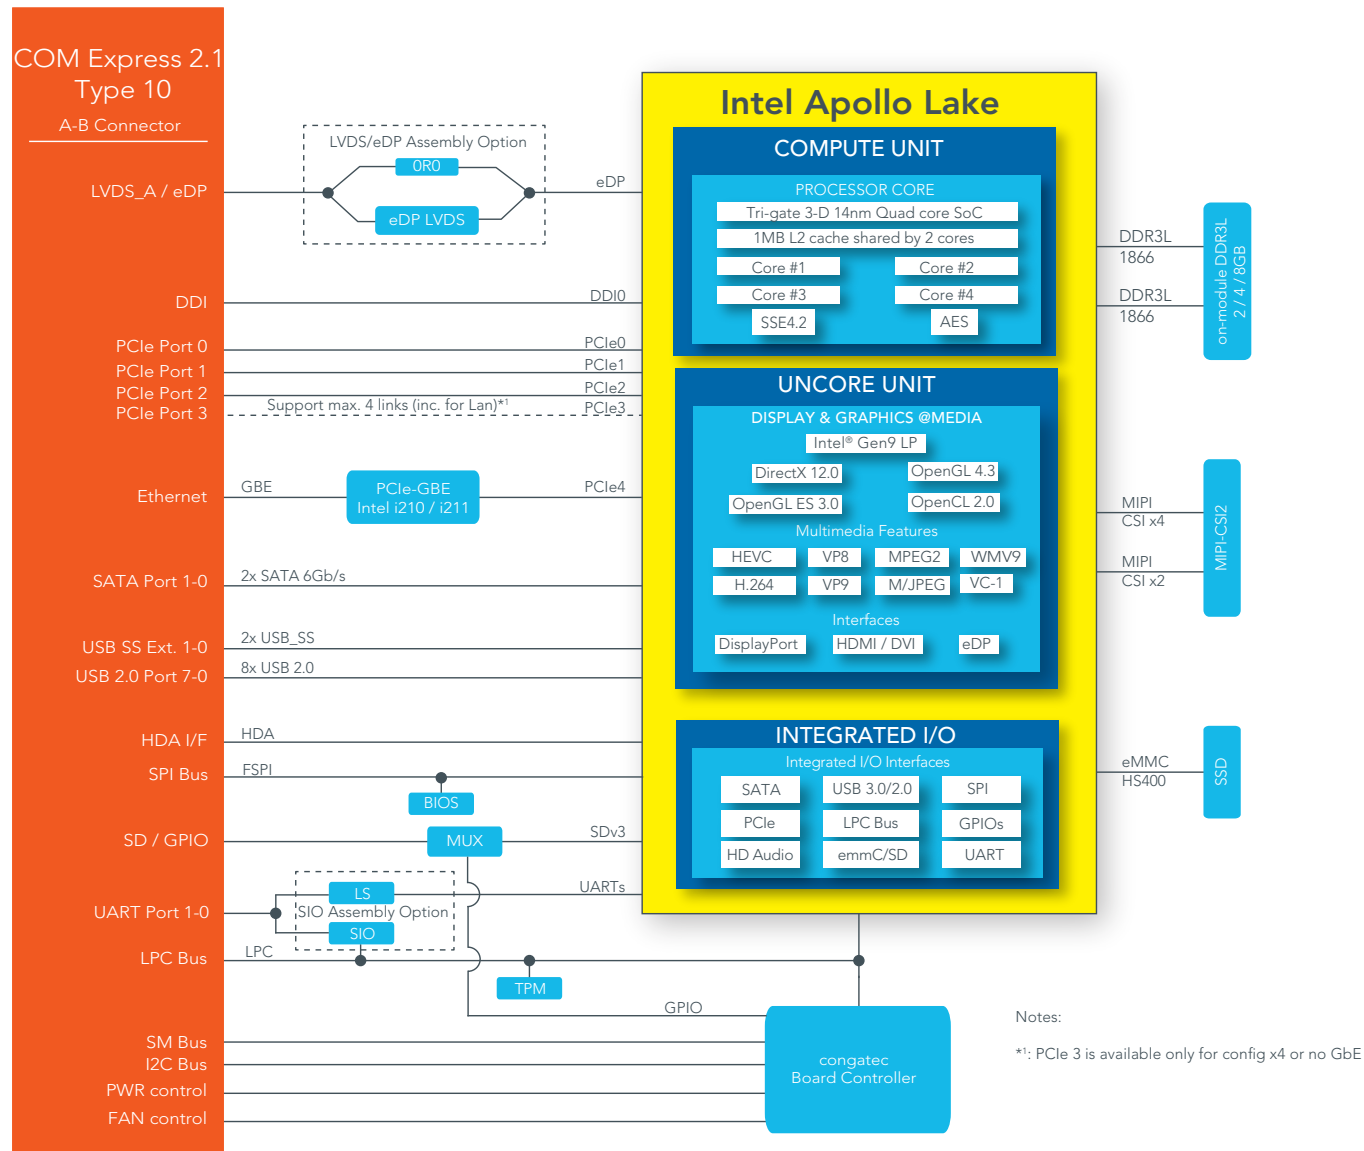 COM Express 2.1
Type 10
A-B Connector
LVDS_A / eDP
DDI
PCIe Port 0
PCIe Port 1
PCIe Port 2
PCIe Port 3
Ethernet
SATA Port 1-0
USB SS Ext. 1-0
USB 2.0 Port 7-0
HDA I/F
SPI Bus
SD / GPIO
UART Port 1-0
LPC Bus
SM Bus
I2C Bus
PWR control
FAN control
LVDS/eDP Assembly Option
0R0
eDP LVDS
eDP
DDI0
PCIe0
PCIe1
PCIe2
Support max. 4 links (inc. for Lan)*1
PCIe3
GBE
PCIe-GBE
Intel i210 / i211
PCIe4
2x SATA 6Gb/s
2x USB_SS
8x USB 2.0
HDA
FSPI
BIOS
MUX
SDv3
LS
UARTs
SIO Assembly Option
SIO
LPC
TPM
GPIO
Intel Apollo Lake
COMPUTE UNIT
PROCESSOR CORE
Tri-gate 3-D 14nm Quad core SoC
1MB L2 cache shared by 2 cores
Core #1
Core #2
Core #3
Core #4
SSE4.2
AES
UNCORE UNIT
DISPLAY & GRAPHICS @MEDIA
Intel® Gen9 LP
DirectX 12.0
OpenGL 4.3
OpenGL ES 3.0
OpenCL 2.0
Multimedia Features
HEVC
VP8
MPEG2
WMV9
H.264
VP9
M/JPEG
VC-1
Interfaces
DisplayPort
HDMI / DVI
eDP
INTEGRATED I/O
Integrated I/O Interfaces
SATA
USB 3.0/2.0
SPI
PCIe
LPC Bus
GPIOs
HD Audio
emmC/SD
UART
congatec
Board Controller
DDR3L
1866
DDR3L
1866
on-module DDR3L
2 / 4 / 8GB
MIPI
CSI x4
MIPI
CSI x2
MIPI-CSI2
eMMC
HS400
SSD
Notes:
*1: PCIe 3 is available only for config x4 or no GbE